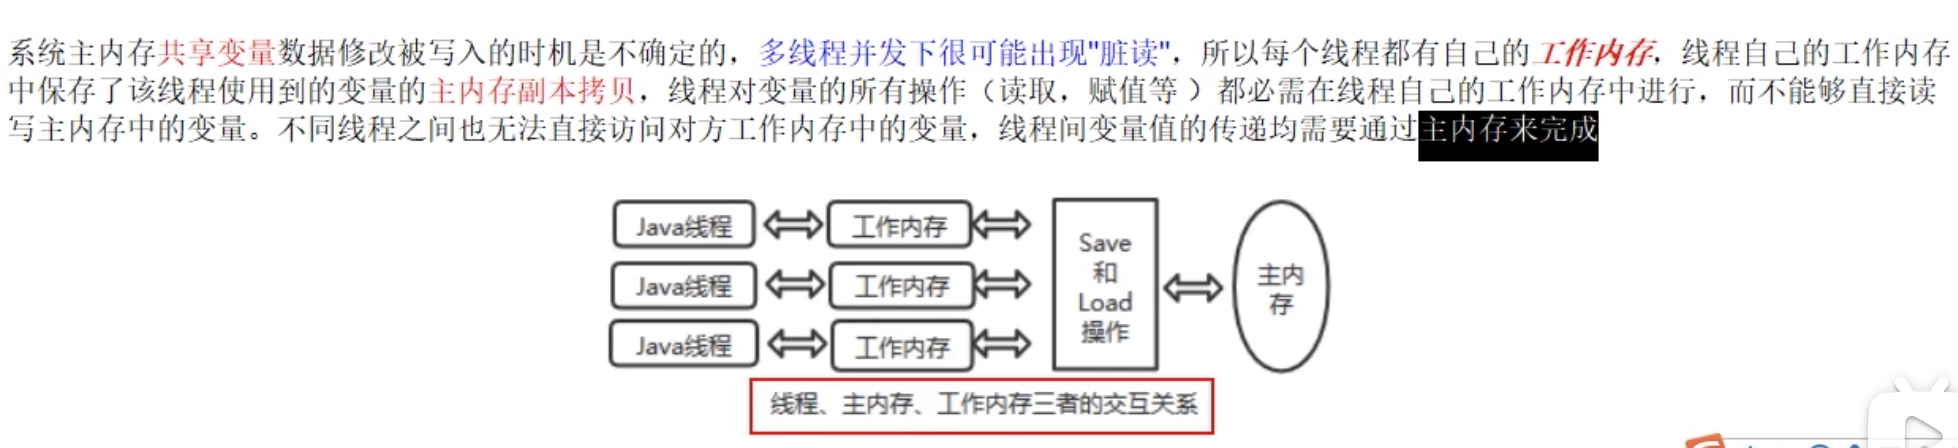 系统主内存共享变量数据修改被写入的时机是不确定的，多线程并发下很可能出现"脏读"，所以每个线程都有自己的工作内存，线程自己的工作内存
中保存了该线程使用到的变量的主内存副本拷贝，线程对变量的所有操作（读取，赋值等 ）都必需在线程自己的工作内存中进行，而不能够直接读
写主内存中的变量。不同线程之间也无法直接访问对方工作内存中的变量，线程间变量值的传递均需要通过主内存来完成
Java线程
工作内存
Java线程
工作内存
Java线程
工作内存
Save
和
Load
操作
主内
存
线程、主内存、工作内存三者的交互关系